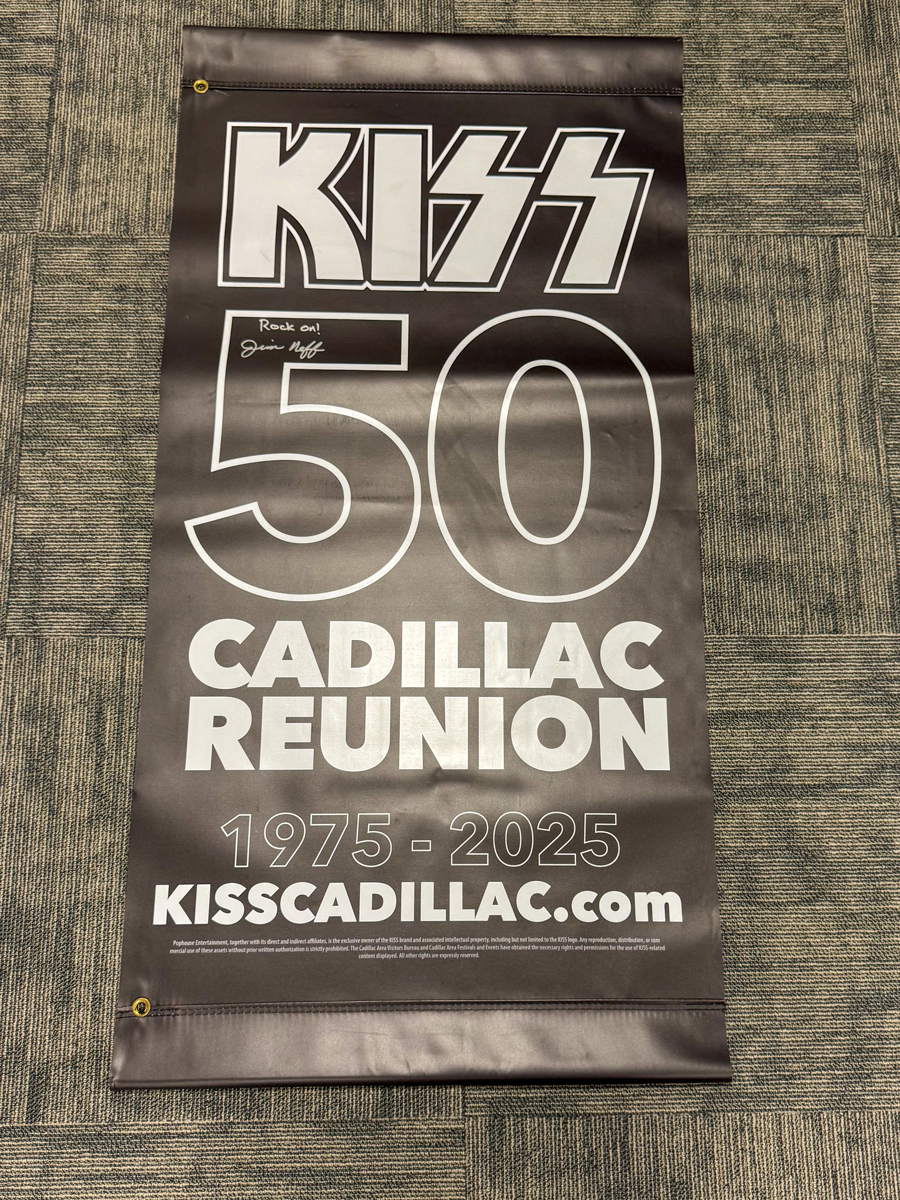 KISS
50
Rock on!
Jim Neff
CADILLAC
REUNION
1975 - 2025
KISSCADILLAC.com
Pophouse Entertainment, together with its direct and indirect affiliates, is the exclusive owner of the KISS brand and associated intellectual property, including but not limited to the KISS logo. Any reproduction, distribution, or com
mercial use of these assets without prior written authorization is strictly prohibited. The Cadillac Area Visitors Bureau and Cadillac Area Festivals and Events have obtained the necessary rights and permissions for the use of KISS-related
content displayed. All other rights are expressly reserved.